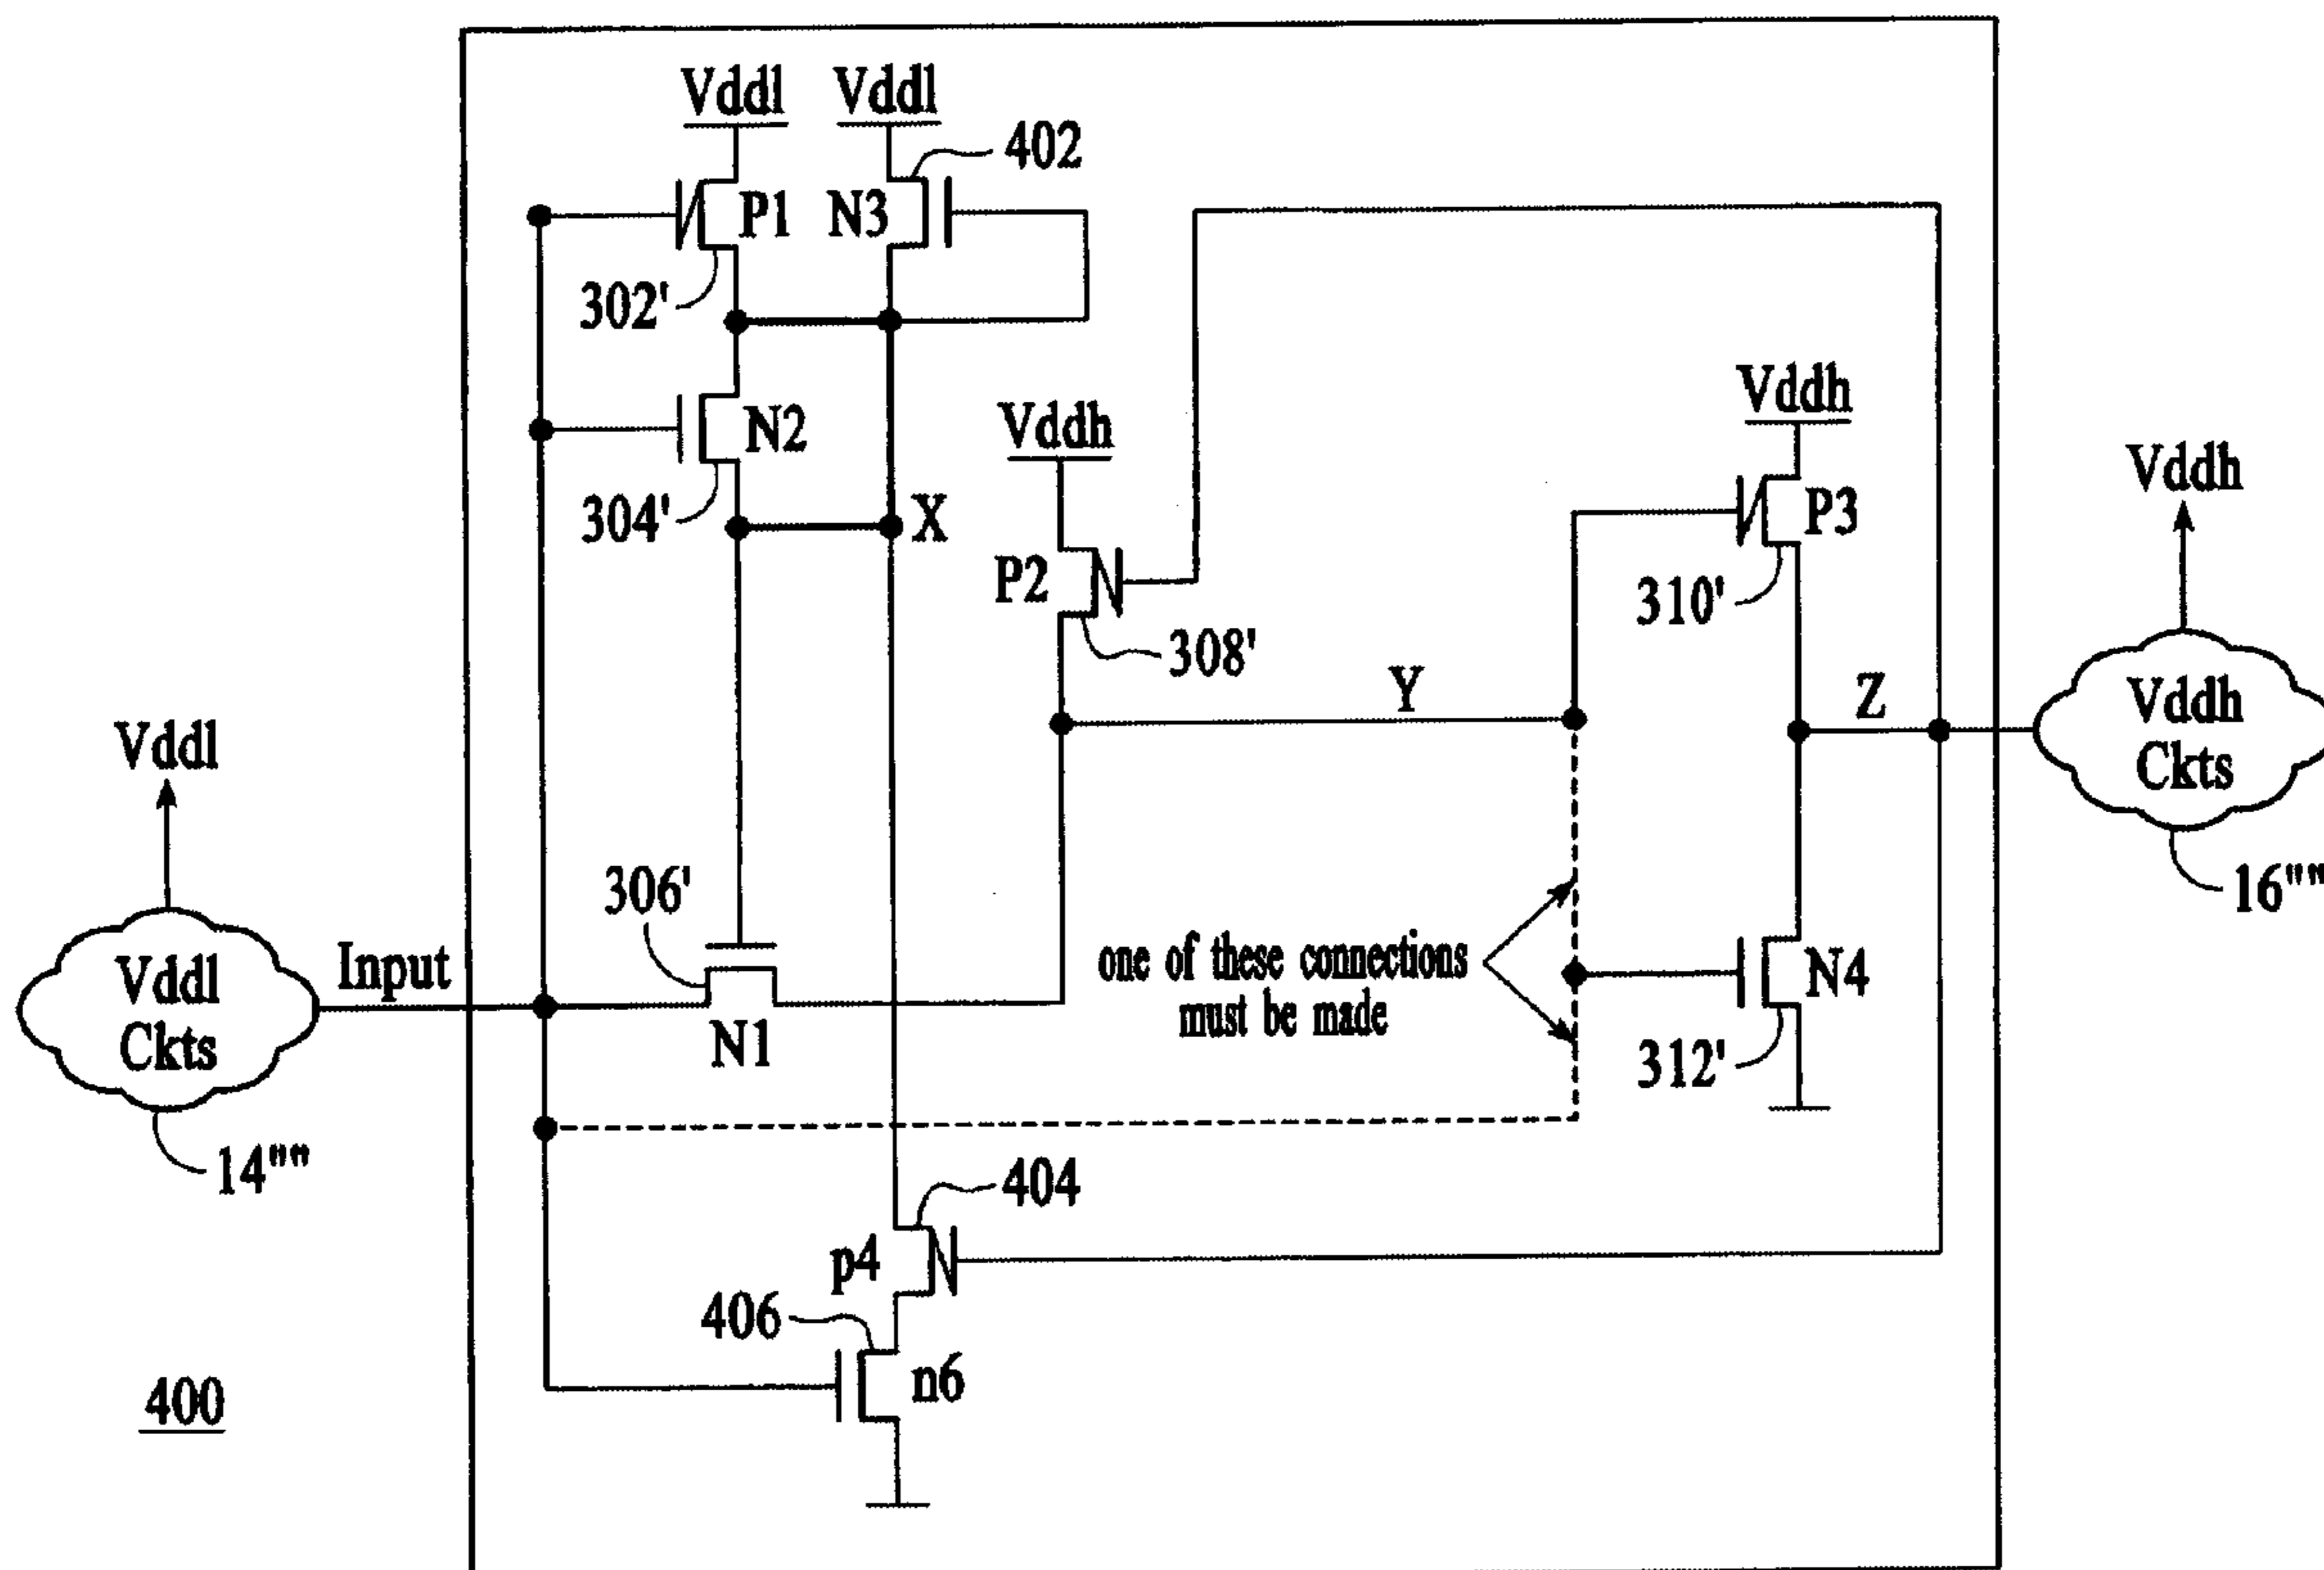 Vddl
Vddl
402
P1
N3
302'
N2
304'
X
Vddh
P2
308'
Vddh
P3
310'
Vddh
Y
Z
Vddh
Ckts
16""
Vddl
Vddl
Ckts
14""
Input
306'
N1
one of these connections
must be made
N4
312'
404
p4
406
n6
400